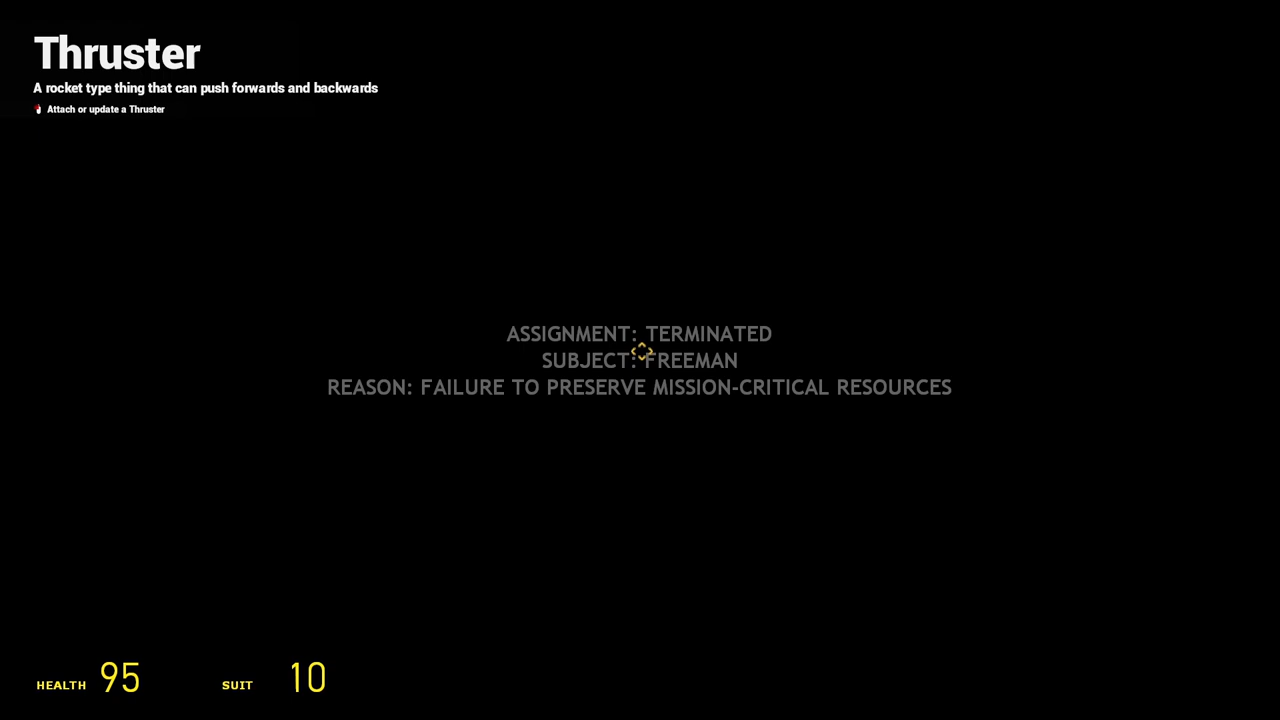 Thruster
A rocket type thing that can push forwards and backwards
Attach or update a Thruster
ASSIGNMENT: TERMINATED
SUBJECT: FREEMAN
REASON: FAILURE TO PRESERVE MISSION-CRITICAL RESOURCES
HEALTH 95 SUIT 10